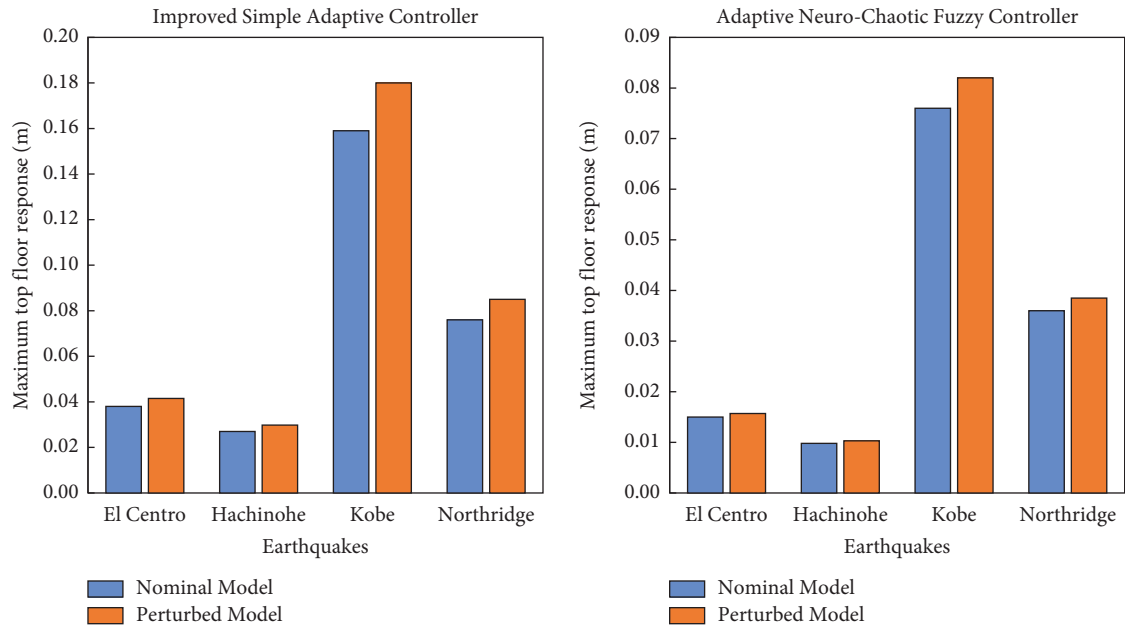 Improved Simple Adaptive Controller
0.20
0.18
0.16
0.14
0.12
0.10
0.08
0.06
0.04
0.02
0.00
Maximum top floor response (m)
El Centro Hachinohe Kobe Northridge
Earthquakes
Nominal Model
Perturbed Model
Adaptive Neuro-Chaotic Fuzzy Controller
0.09
0.08
0.07
0.06
0.05
0.04
0.03
0.02
0.01
0.00
Maximum top floor response (m)
El Centro Hachinohe Kobe Northridge
Earthquakes
Nominal Model
Perturbed Model